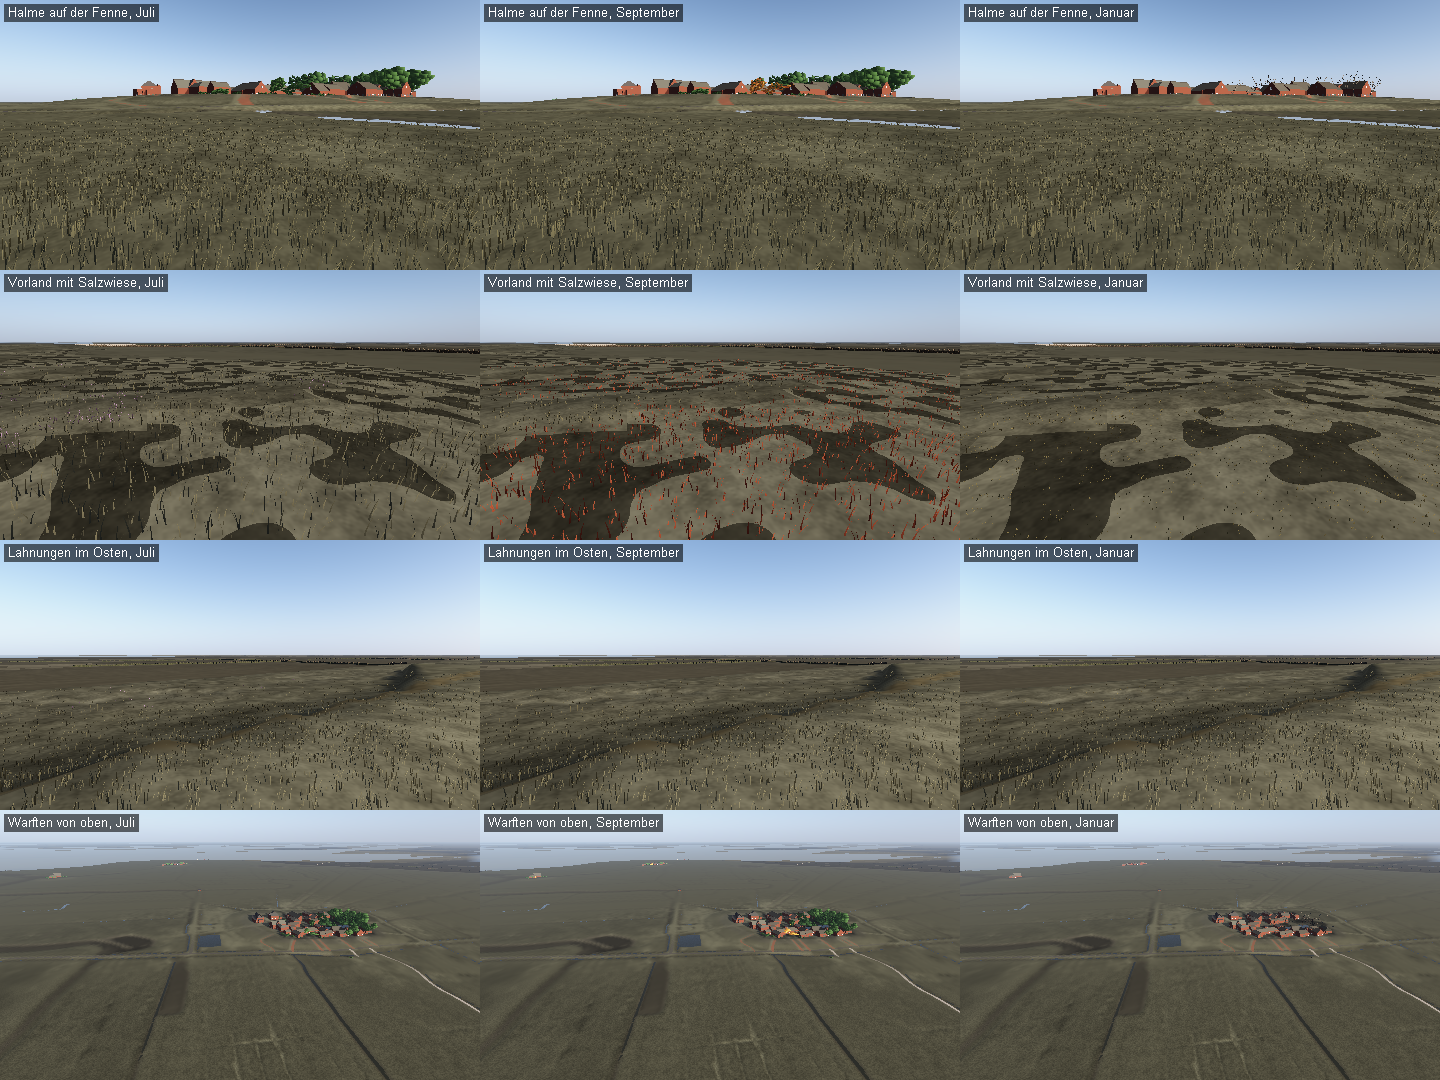 Halme auf der Fenne, Juli
Halme auf der Fenne, September
Halme auf der Fenne, Januar
Vorland mit Salzwiese, Juli
Vorland mit Salzwiese, September
Vorland mit Salzwiese, Januar
Lahnungen im Osten, Juli
Lahnungen im Osten, September
Lahnungen im Osten, Januar
Warften von oben, Juli
Warften von oben, September
Warften von oben, Januar